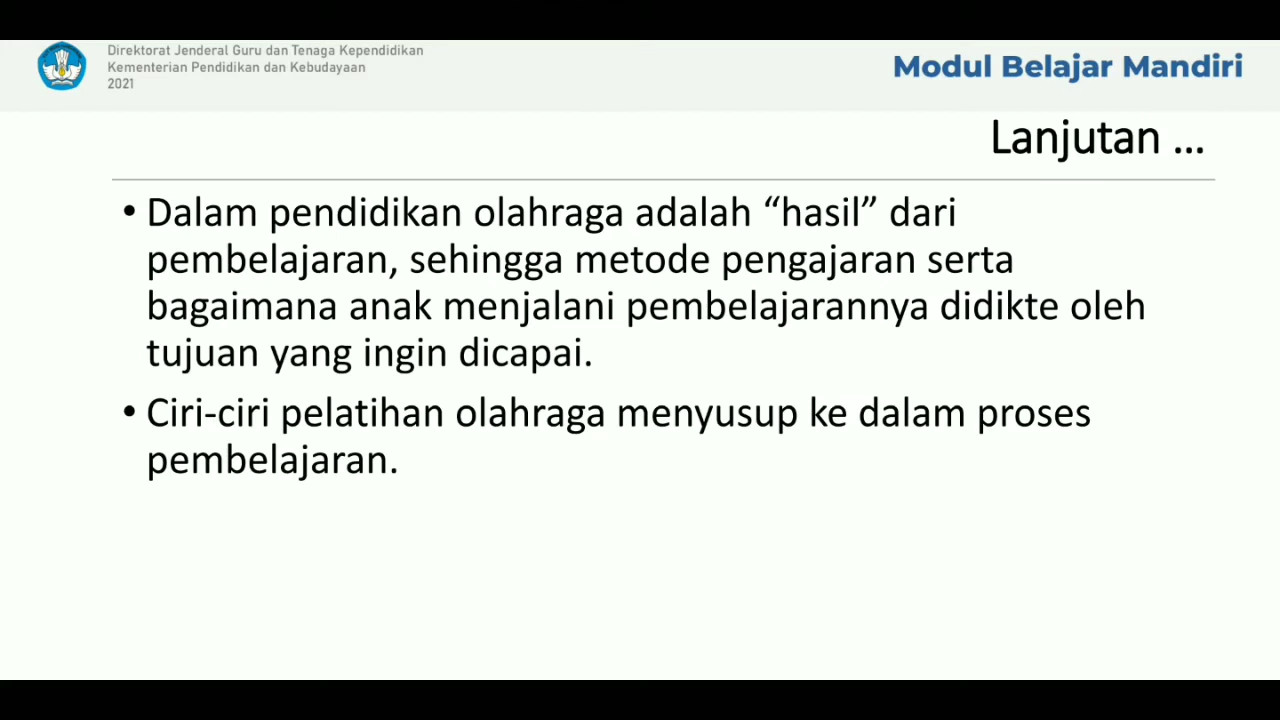 Direktorat Jenderal Guru dan Tenaga Kependidikan
Kementerian Pendidikan dan Kebudayaan
2021
Modul Belajar Mandiri
Lanjutan ...
• Dalam pendidikan olahraga adalah “hasil” dari
pembelajaran, sehingga metode pengajaran serta
bagaimana anak menjalani pembelajarannya didikte oleh
tujuan yang ingin dicapai.
• Ciri-ciri pelatihan olahraga menyusup ke dalam proses
pembelajaran.